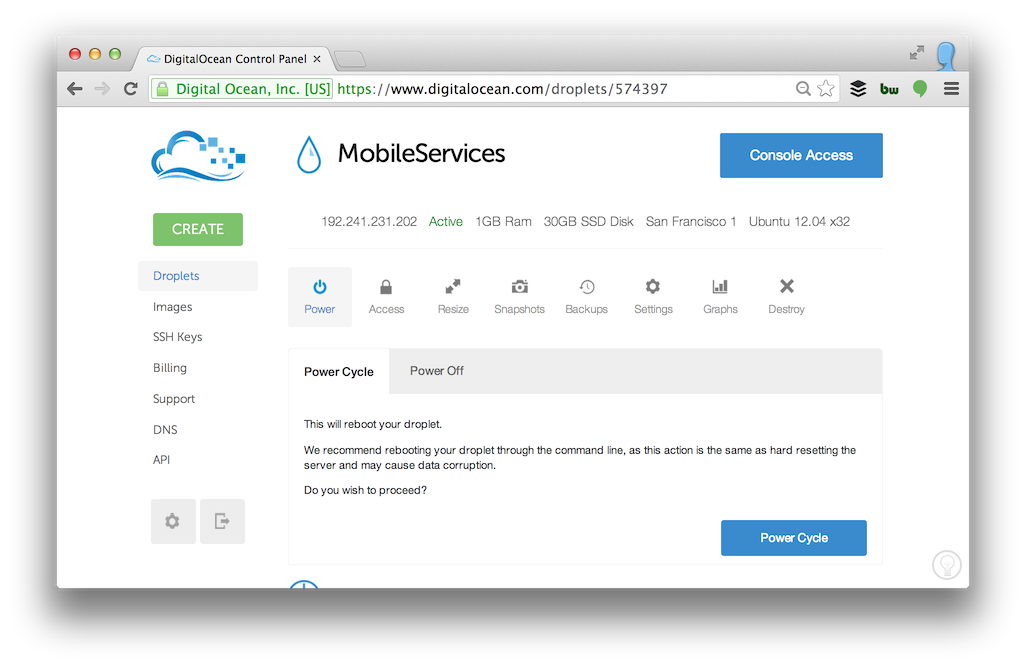 DigitalOcean Control Panel
Digital Ocean, Inc. [US] https://www.digitalocean.com/droplets/574397
bw
MobileServices
Console Access
192.241.231.202 Active 1GB Ram 30GB SSD Disk San Francisco 1 Ubuntu 12.04 x32
CREATE
Droplets
Images
SSH Keys
Billing
Support
DNS
API
Power Access Resize Snapshots Backups Settings Graphs Destroy
Power Cycle Power Off
This will reboot your droplet.
We recommend rebooting your droplet through the command line, as this action is the same as hard resetting the
server and may cause data corruption.
Do you wish to proceed?
Power Cycle